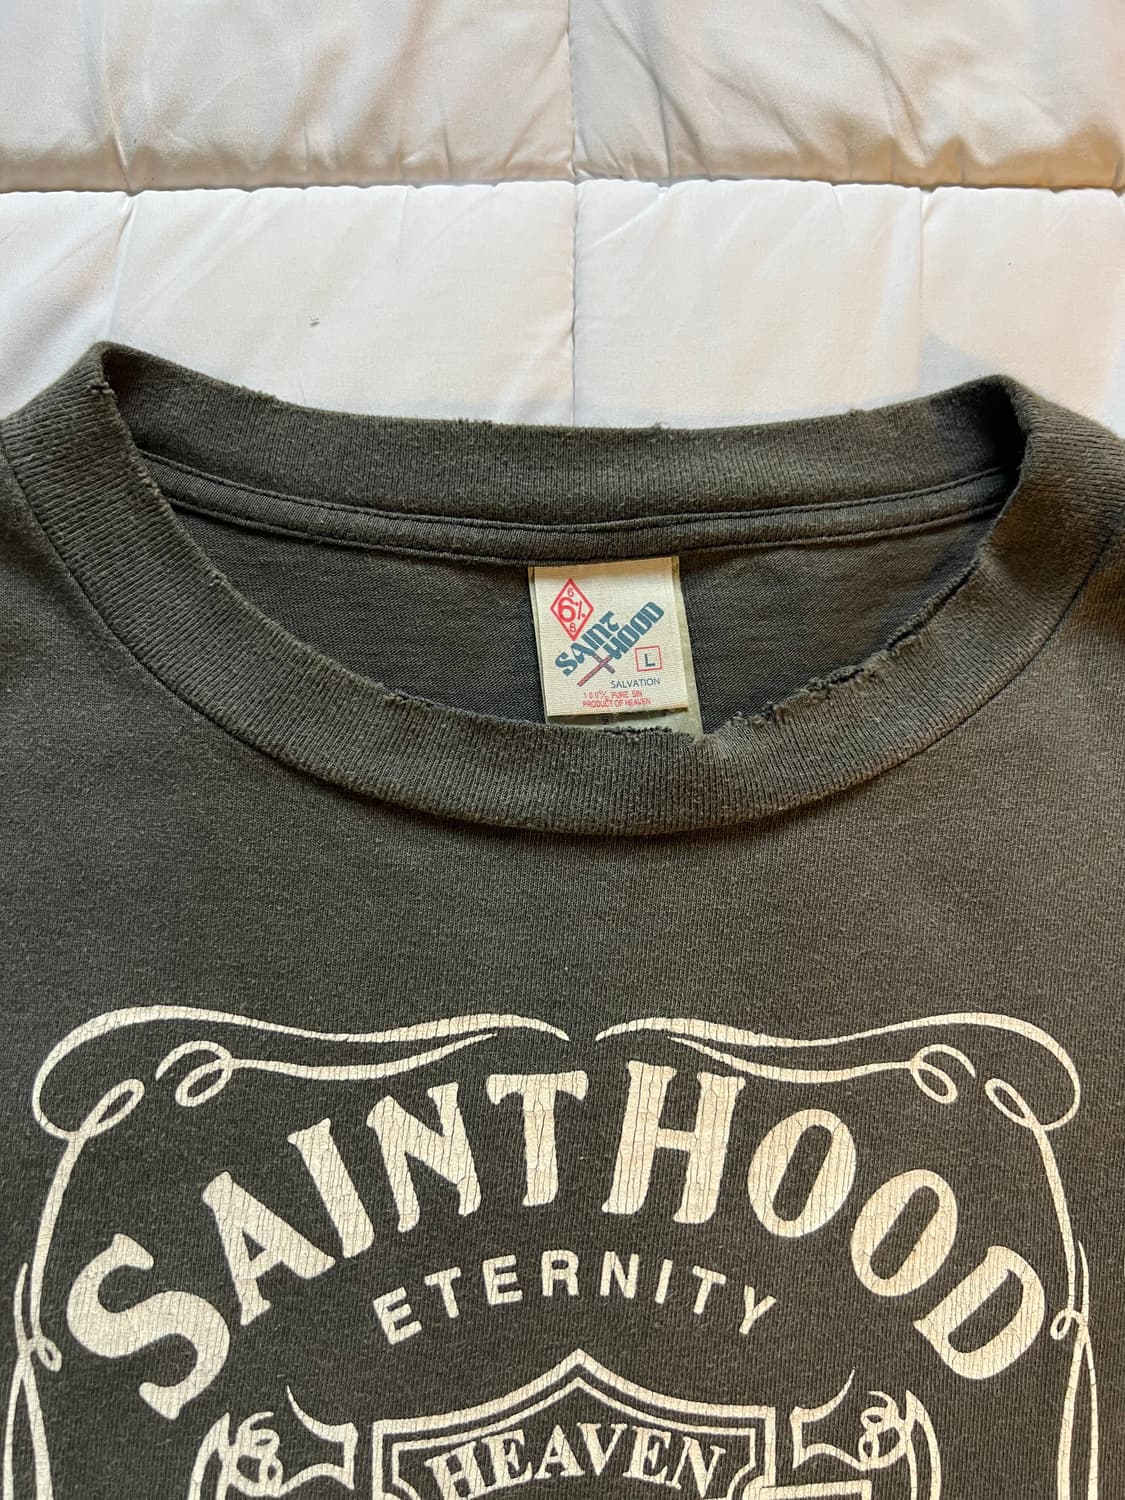 6
6%
6
SAINT
HOOD
L
SALVATION
100% PURE SIN
PRODUCT OF HEAVEN
SAINTHOOD
ETERNITY
HEAVEN